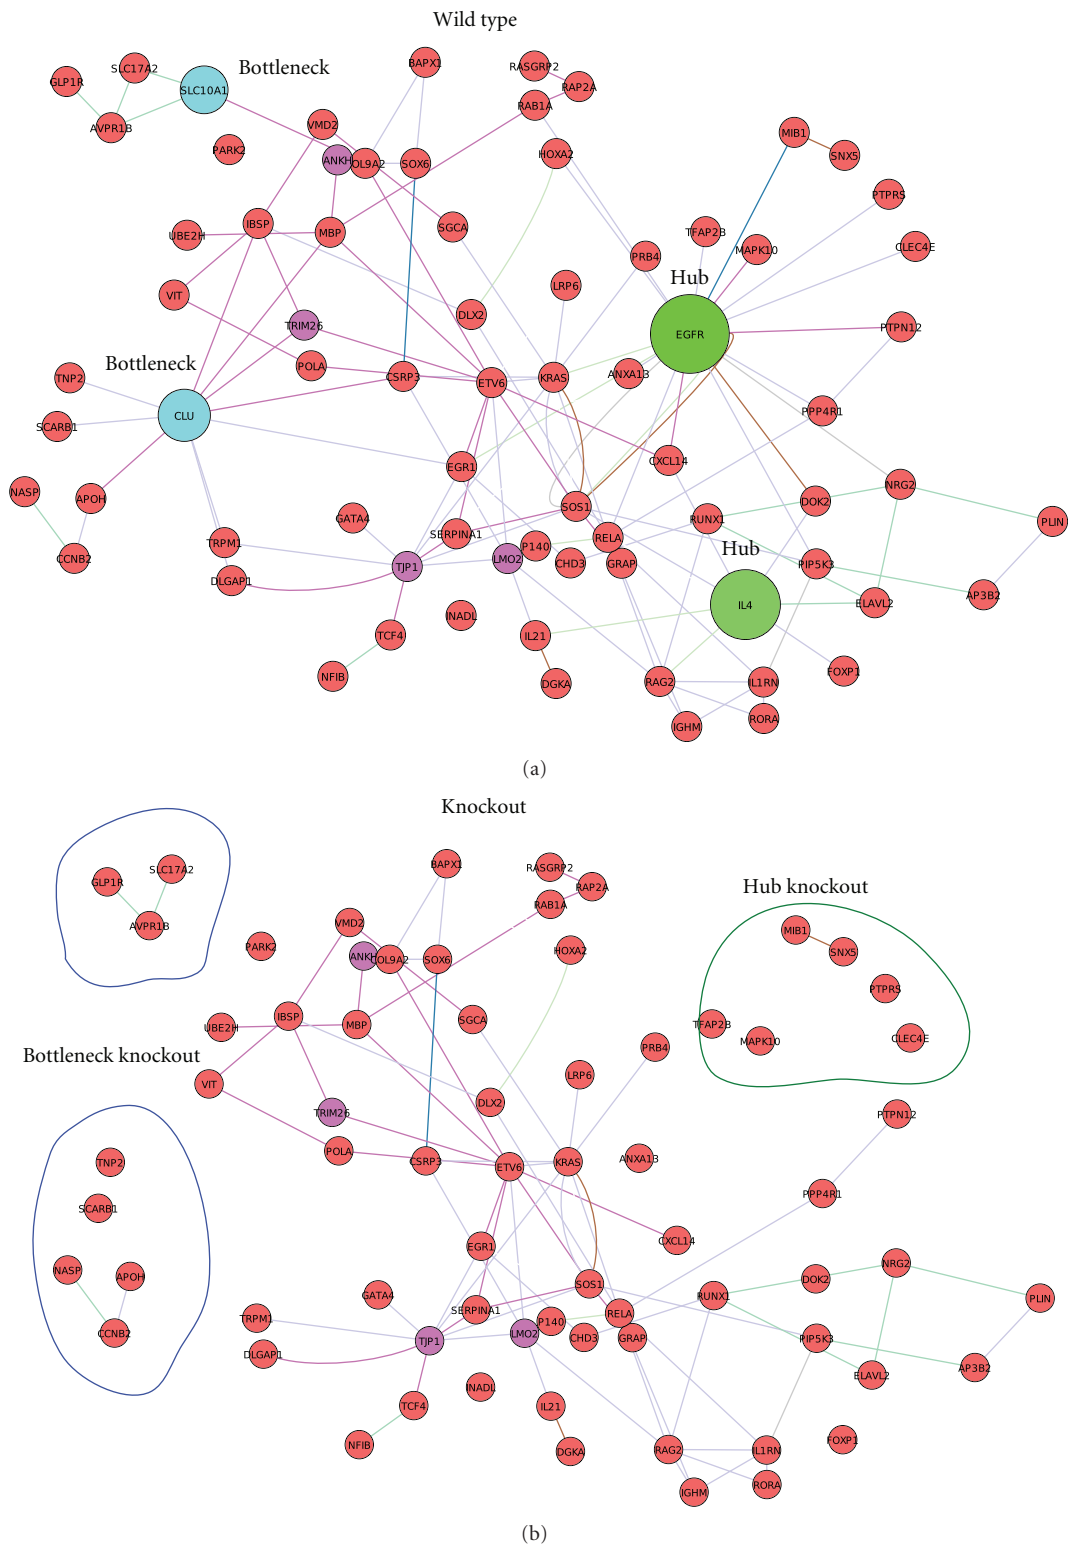 Wild type
BAPX1
RASGRP2
SLC17A2
Bottleneck
GLP1R
SLC10A1
RAP2A
RAB1A
AVPR1B
VMD2
MIB1
PARK2
ANKH
OL9A2
SOX6
HOXA2
SNX5
PTPRS
IBSP
UBE2H
MBP
SGCA
TFAP2B
MAPK10
CLEC4E
PRB4
Hub
LRP6
VIT
TRIM26
DLX2
EGFR
PTPN12
Bottleneck
POLA
TNP2
CSRP3
ETV6
KRAS
ANXA13
CLU
PPP4R1
SCARB1
EGR1
CXCL14
NASP
APOH
NRG2
DOK2
GATA4
SOS1
RUNX1
PLIN
SERPINA1
RELA
TRPM1
P140
Hub
CCNB2
TJP1
LMO2
CHD3
GRAP
PIP5K3
DLGAP1
IL4
ELAVL2
AP3B2
INADL
TCF4
IL21
NFIB
DGKA
RAG2
IL1RN
FOXP1
IGHM
RORA
(a)
Knockout
BAPX1
RASGRP2
SLC17A2
GLP1R
RAP2A
Hub knockout
RAB1A
AVPR1B
VMD2
MIB1
PARK2
ANKH
COL9A2
SOX6
HOXA2
SNX5
PTPRS
IBSP
UBE2H
MBP
SGCA
TFAP2B
MAPK10
CLEC4E
Bottleneck knockout
PRB4
LRP6
VIT
TRIM26
DLX2
PTPN12
POLA
TNP2
CSRP3
ETV6
KRAS
ANXA13
PPP4R1
SCARB1
EGR1
CXCL14
NASP
APOH
NRG2
DOK2
GATA4
SOS1
RUNX1
PLIN
SERPINA1
RELA
TRPM1
P140
CCNB2
TJP1
LMO2
CHD3
GRAP
PIP5K3
DLGAP1
ELAVL2
AP3B2
INADL
TCF4
IL21
NFIB
DGKA
RAG2
IL1RN
FOXP1
IGHM
RORA
(b)